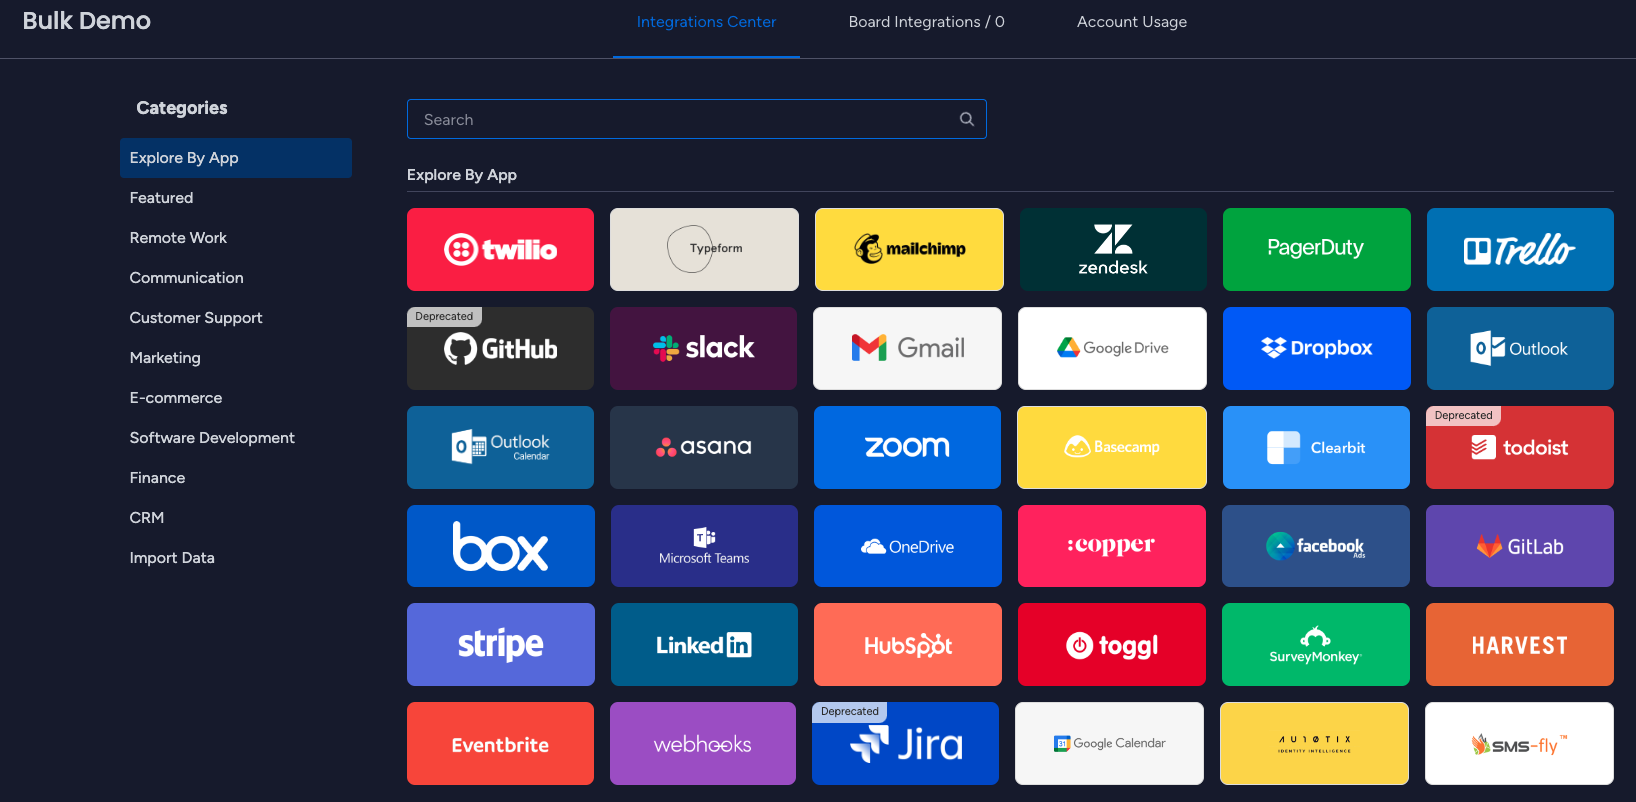 Bulk Demo
Integrations Center
Board Integrations / 0
Account Usage
Categories
Explore By App
Featured
Remote Work
Communication
Customer Support
Marketing
E-commerce
Software Development
Finance
CRM
Import Data
Search
Explore By App
twilio
Typeform
mailchimp
zendesk
PagerDuty
Trello
Deprecated
GitHub
slack
Gmail
Google Drive
Dropbox
Outlook
Outlook
Calendar
asana
zoom
Basecamp
Clearbit
Deprecated
todoist
box
Microsoft Teams
OneDrive
:copper
facebook
Ads
GitLab
stripe
Linked in
HubSpot
toggl
SurveyMonkey
HARVEST
Eventbrite
webhooks
Deprecated
Jira
31
Google Calendar
AU10TIX
IDENTITY INTELLIGENCE
SMS-fly™